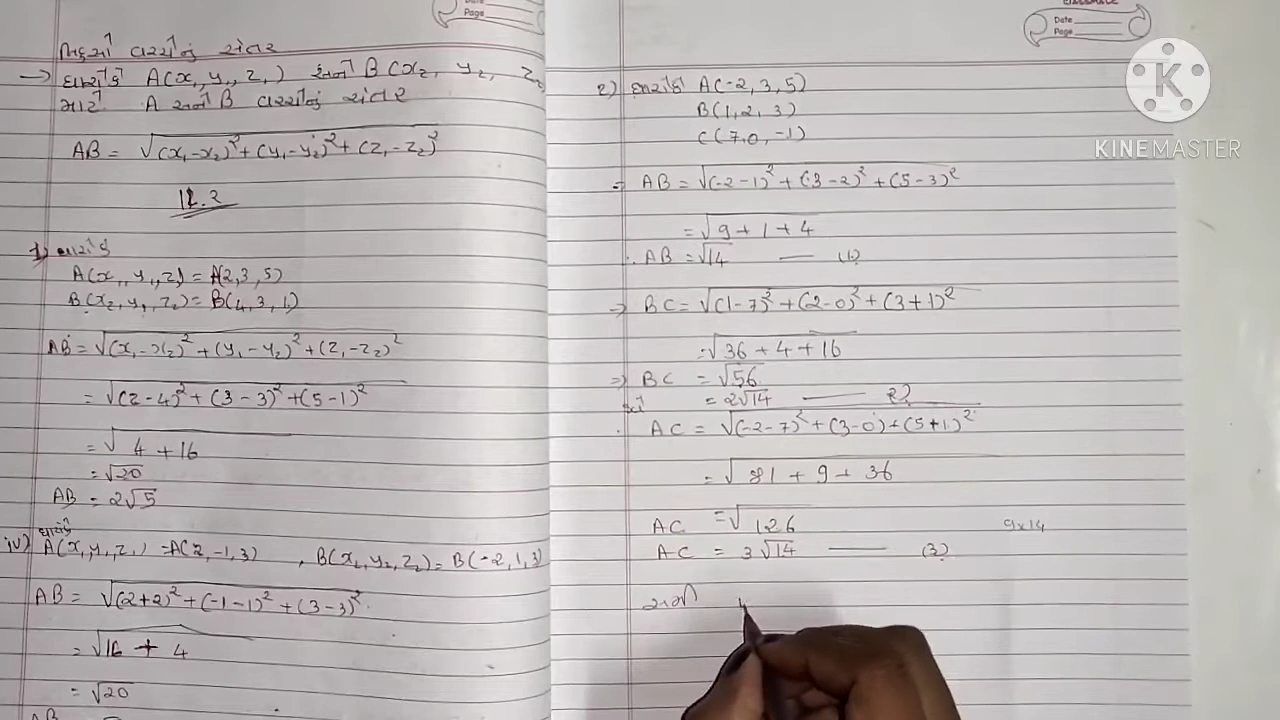 Page
બિંદુઓ વચ્ચેનું અંતર
→ ધારોકે A(x₁, y₁, z₁) અને B(x₂, y₂, z₂
માટે A અને B વચ્ચેનું અંતર
AB = √(x₁-x₂)² + (y₁-y₂)² + (z₁-z₂)²
12.2
1) ધારોકે
A(x₁, y₁, z₁) = A(2, 3, 5)
B(x₂, y₂, z₂) = B(4, 3, 1)
AB = √(x₁-x₂)² + (y₁-y₂)² + (z₁-z₂)²
= √(2-4)² + (3-3)² + (5-1)²
= √4 + 16
= √20
AB = 2√5
ધારોકે
iv) A(x₁, y₁, z₁) = A(2, -1, 3) , B(x₂, y₂, z₂) = B(-2, 1, 3)
AB = √(2+2)² + (-1-1)² + (3-3)²
= √16 + 4
= √20
AB
CLASSMATE
Date
Page
2) ધારોકે A(-2, 3, 5)
B(1, 2, 3)
C(7, 0, -1)
⇒ AB = √(-2-1)² + (3-2)² + (5-3)²
= √9 + 1 + 4
∴ AB = √14 — (1)
→ BC = √(1-7)² + (2-0)² + (3+1)²
= √36 + 4 + 16
⇒ BC = √56
= 2√14 — 2)
AC = √(-2-7)² + (3-0) + (5+1)²
= √81 + 9 + 36
AC = √126 9x14
AC = 3√14 — (3)
K
KINEMASTER